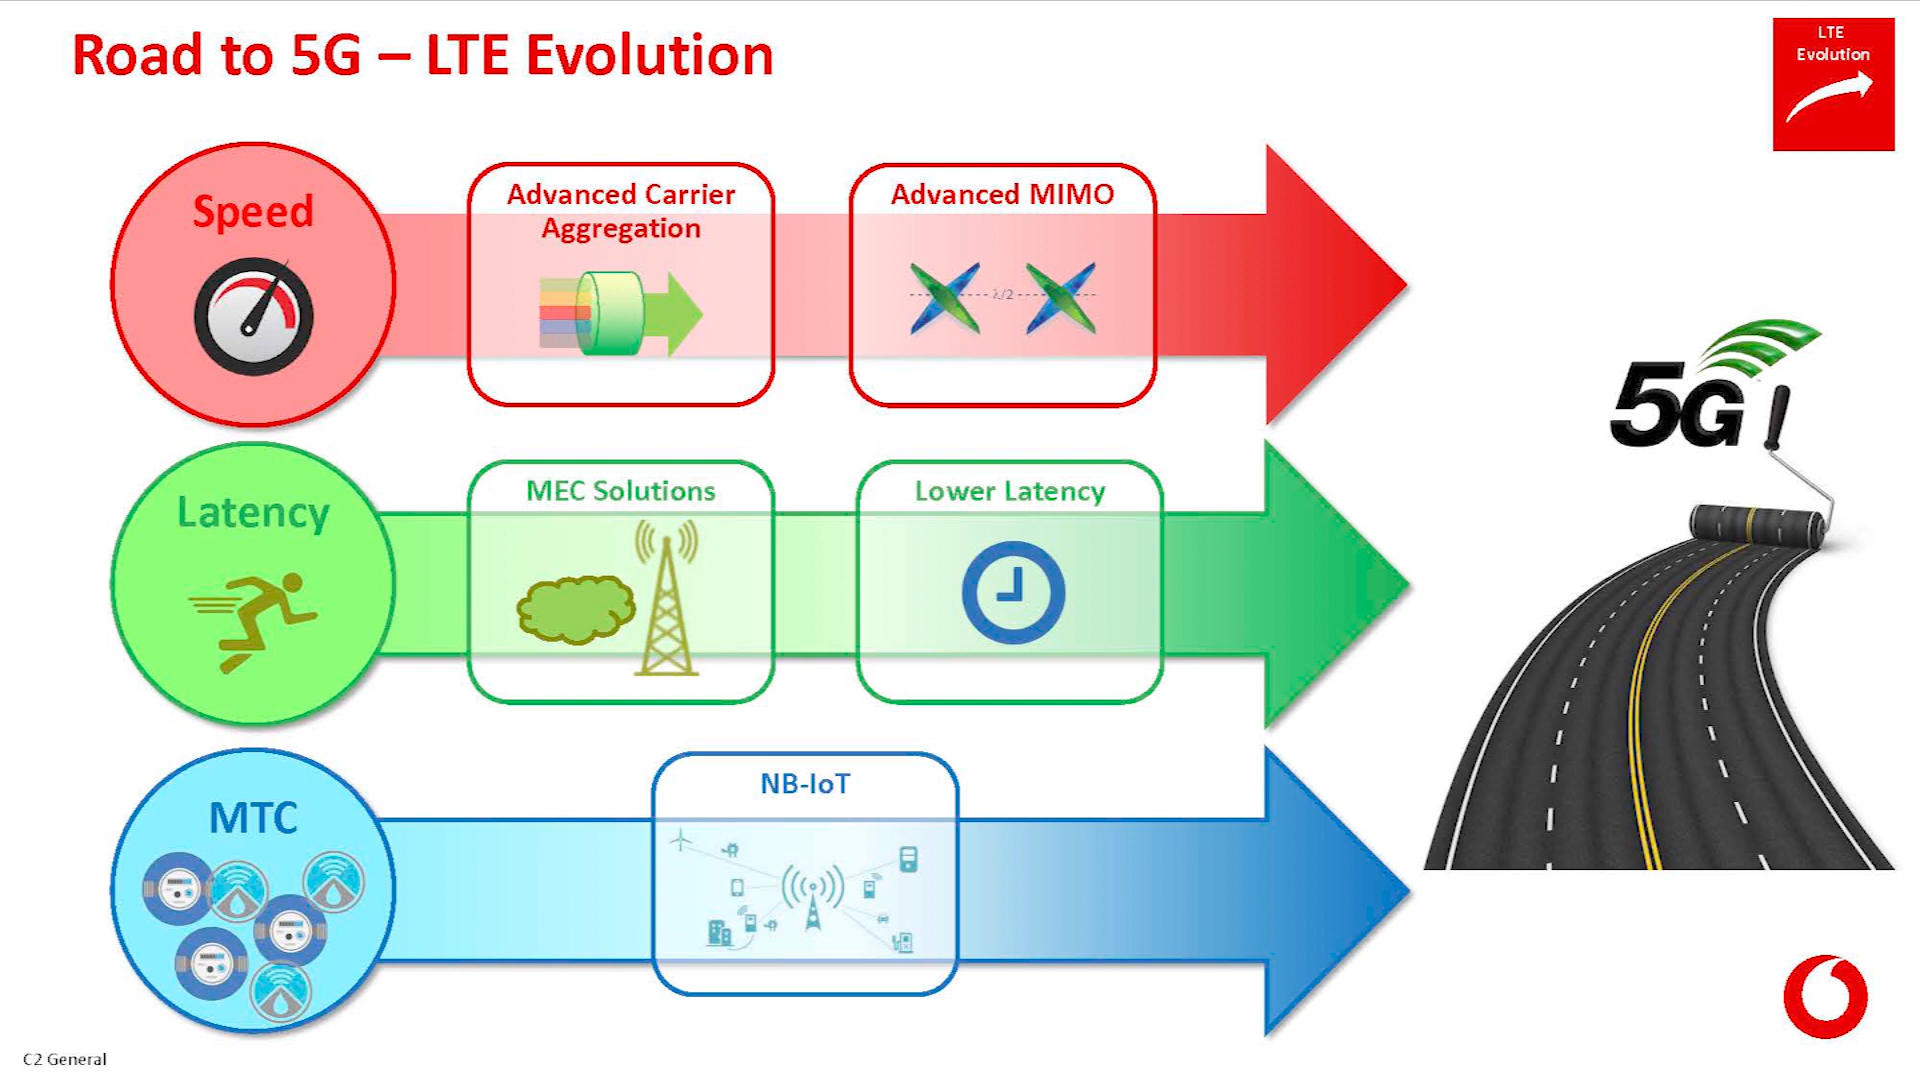 Road to 5G – LTE Evolution
LTE
Evolution
Speed
Advanced Carrier
Aggregation
Advanced MIMO
λ/2
5G
Latency
MEC Solutions
Lower Latency
MTC
NB-IoT
C2 General